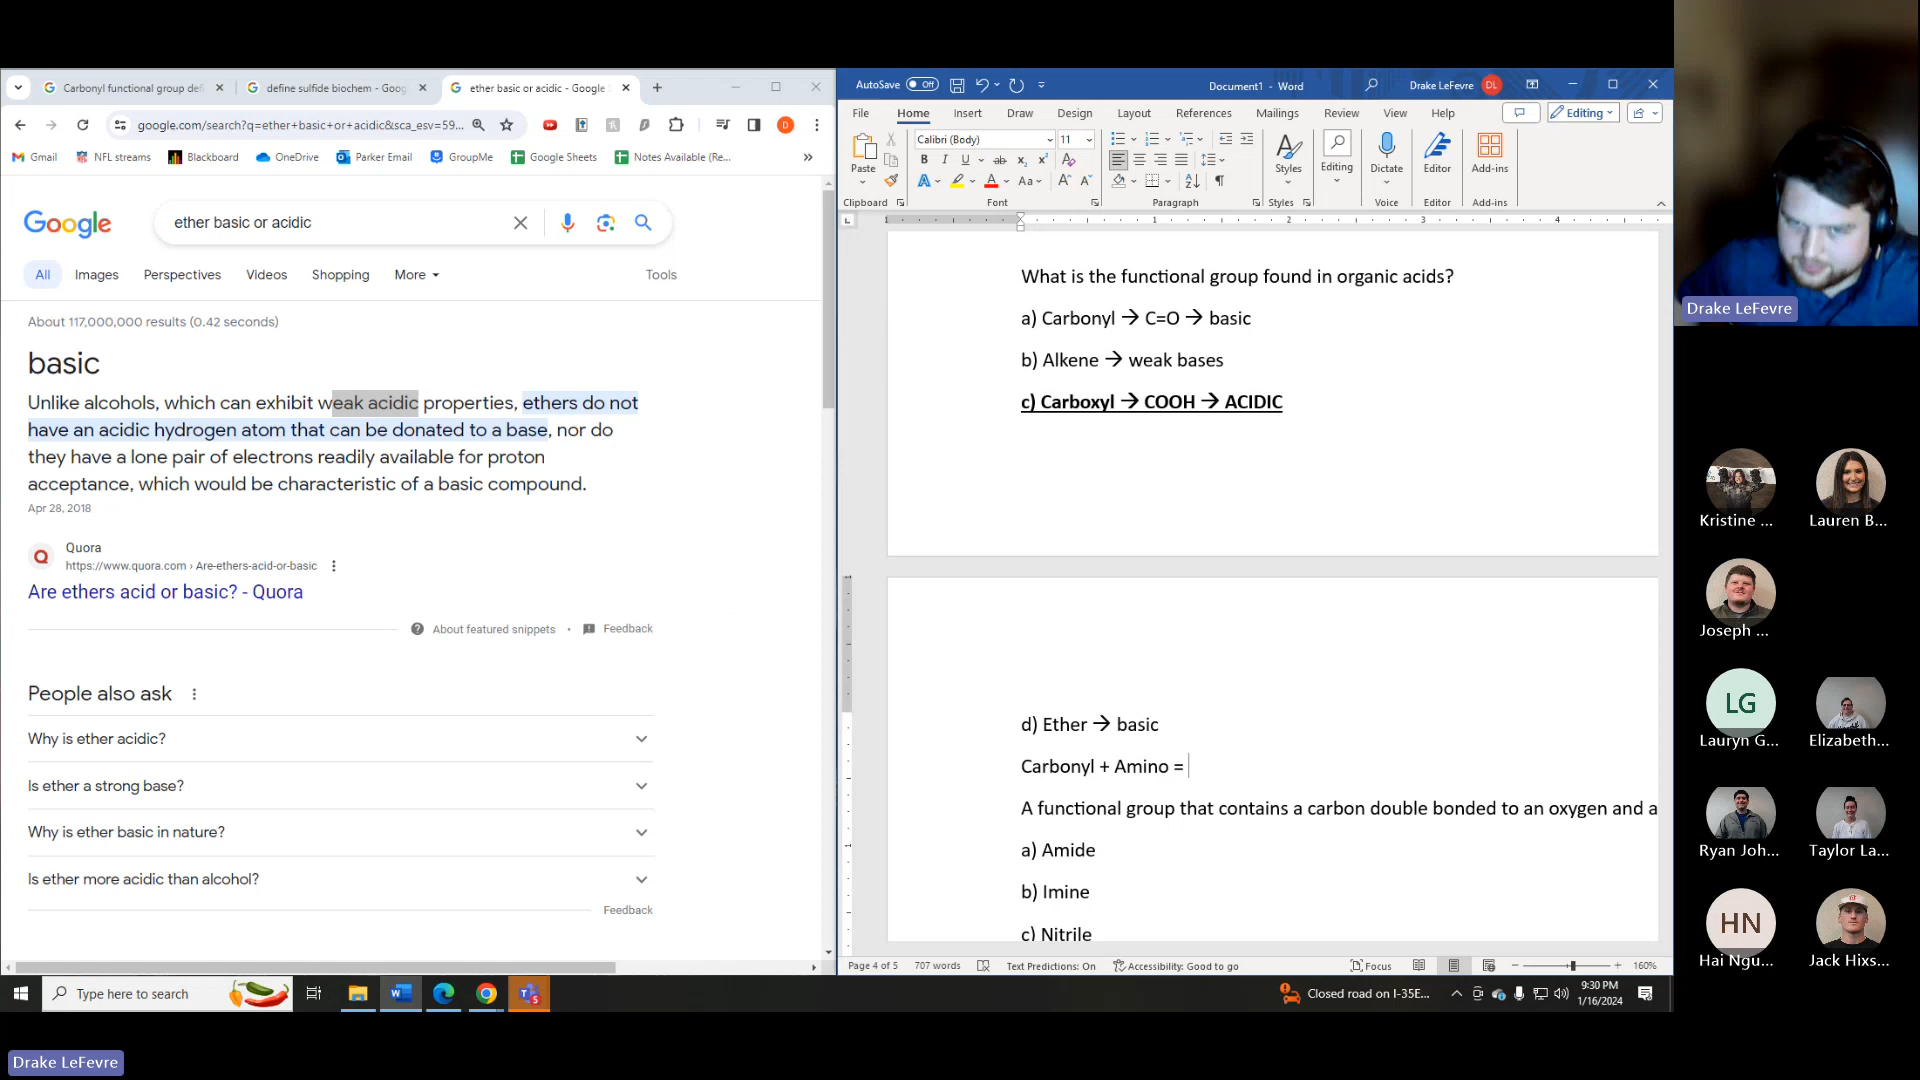 Carbonyl functional group def
define sulfide biochem - Goog
ether basic or acidic - Google
google.com/search?q=ether+basic+or+acidic&sca_esv=59...
D
Gmail
NFL streams
Blackboard
OneDrive
Parker Email
GroupMe
Google Sheets
Notes Available (Re...
Google
ether basic or acidic
All
Images
Perspectives
Videos
Shopping
More
Tools
About 117,000,000 results (0.42 seconds)
basic
Unlike alcohols, which can exhibit weak acidic properties, ethers do not
have an acidic hydrogen atom that can be donated to a base, nor do
they have a lone pair of electrons readily available for proton
acceptance, which would be characteristic of a basic compound.
Apr 28, 2018
Quora
https://www.quora.com › Are-ethers-acid-or-basic
Are ethers acid or basic? - Quora
About featured snippets • Feedback
People also ask
Why is ether acidic?
Is ether a strong base?
Why is ether basic in nature?
Is ether more acidic than alcohol?
Feedback
AutoSave Off
Document1 - Word
Drake LeFevre DL
File
Home
Insert
Draw
Design
Layout
References
Mailings
Review
View
Help
Editing
Paste
Clipboard
Calibri (Body)
11
Font
Paragraph
Styles
Styles
Editing
Dictate
Voice
Editor
Editor
Add-ins
Add-ins
1 1 2 3 4
What is the functional group found in organic acids?
a) Carbonyl → C=O → basic
b) Alkene → weak bases
c) Carboxyl → COOH → ACIDIC
d) Ether → basic
Carbonyl + Amino =
A functional group that contains a carbon double bonded to an oxygen and a
a) Amide
b) Imine
c) Nitrile
Page 4 of 5
707 words
Text Predictions: On
Accessibility: Good to go
Focus
160%
Type here to search
Closed road on I-35E...
9:30 PM
1/16/2024
Drake LeFevre
Kristine ...
Lauren B...
Joseph ...
LG
Lauryn G...
Elizabeth...
Ryan Joh...
Taylor La...
HN
Hai Ngu...
Jack Hixs...
Drake LeFevre